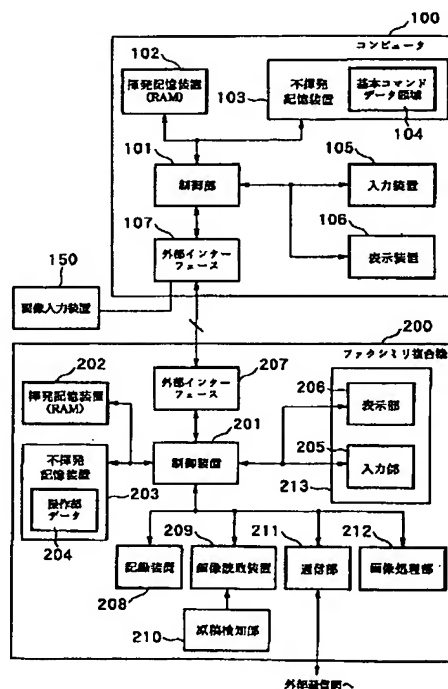 100
コンピュータ
102
揮発記憶装置
(RAM)
103
不揮発
記憶装置
基本コマンド
データ領域
104
101
制御部
105
入力装置
107
外部インター
フェース
106
表示装置
150
画像入力装置
200
ファクシミリ複合機
202
揮発記憶装置
(RAM)
207
外部インター
フェース
206
表示部
201
制御装置
205
入力部
213
不揮発
記憶装置
操作部
データ
203
204
209
211
212
記録装置
画像読取装置
通信部
画像処理部
208
210
原稿検知部
外部通信網へ